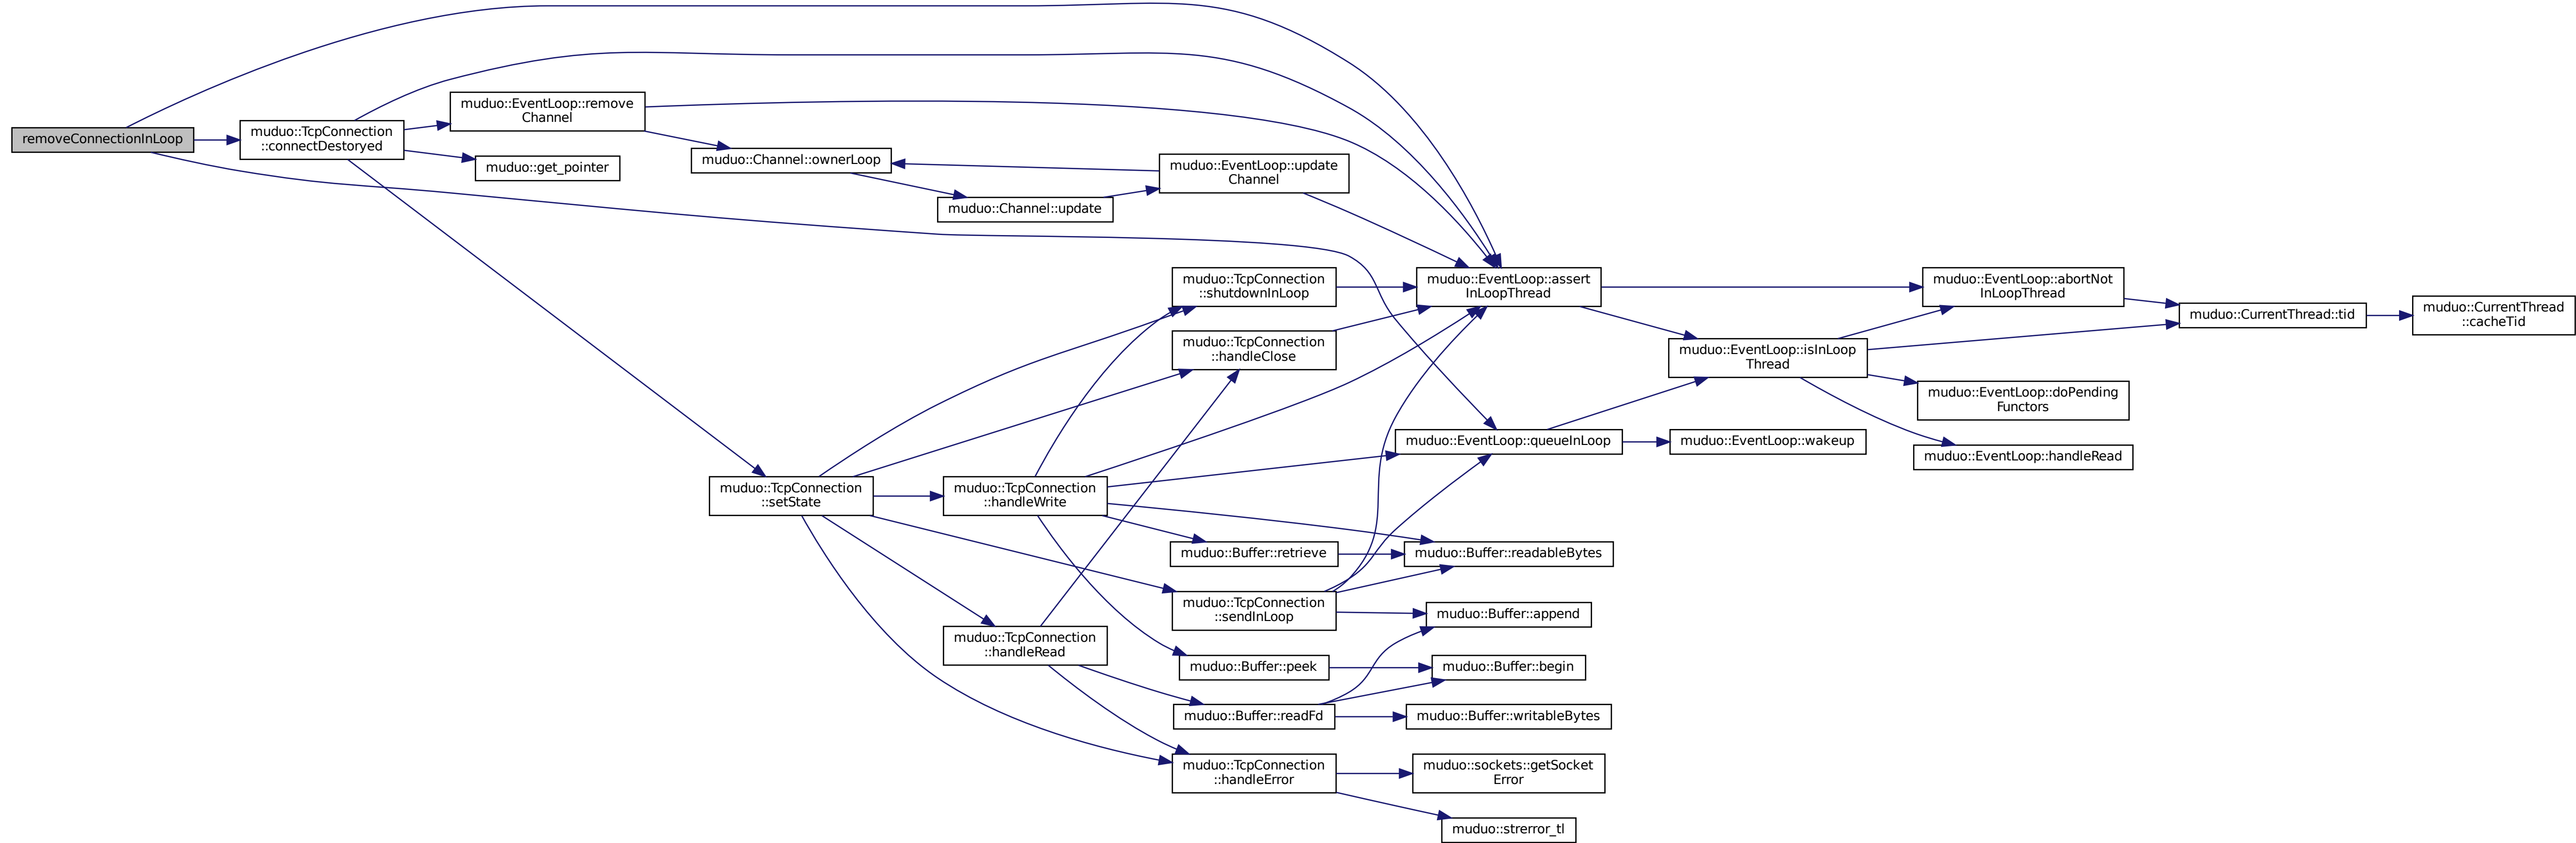 removeConnectionInLoop
muduo::TcpConnection
::connectDestoryed
muduo::EventLoop::remove
Channel
muduo::get_pointer
muduo::Channel::ownerLoop
muduo::Channel::update
muduo::EventLoop::update
Channel
muduo::TcpConnection
::setState
muduo::TcpConnection
::handleWrite
muduo::TcpConnection
::handleRead
muduo::TcpConnection
::shutdownInLoop
muduo::TcpConnection
::handleClose
muduo::Buffer::retrieve
muduo::TcpConnection
::sendInLoop
muduo::Buffer::peek
muduo::Buffer::readFd
muduo::TcpConnection
::handleError
muduo::EventLoop::assert
InLoopThread
muduo::EventLoop::queueInLoop
muduo::Buffer::readableBytes
muduo::Buffer::append
muduo::Buffer::begin
muduo::Buffer::writableBytes
muduo::sockets::getSocket
Error
muduo::strerror_tl
muduo::EventLoop::isInLoop
Thread
muduo::EventLoop::wakeup
muduo::EventLoop::abortNot
InLoopThread
muduo::EventLoop::doPending
Functors
muduo::EventLoop::handleRead
muduo::CurrentThread::tid
muduo::CurrentThread
::cacheTid